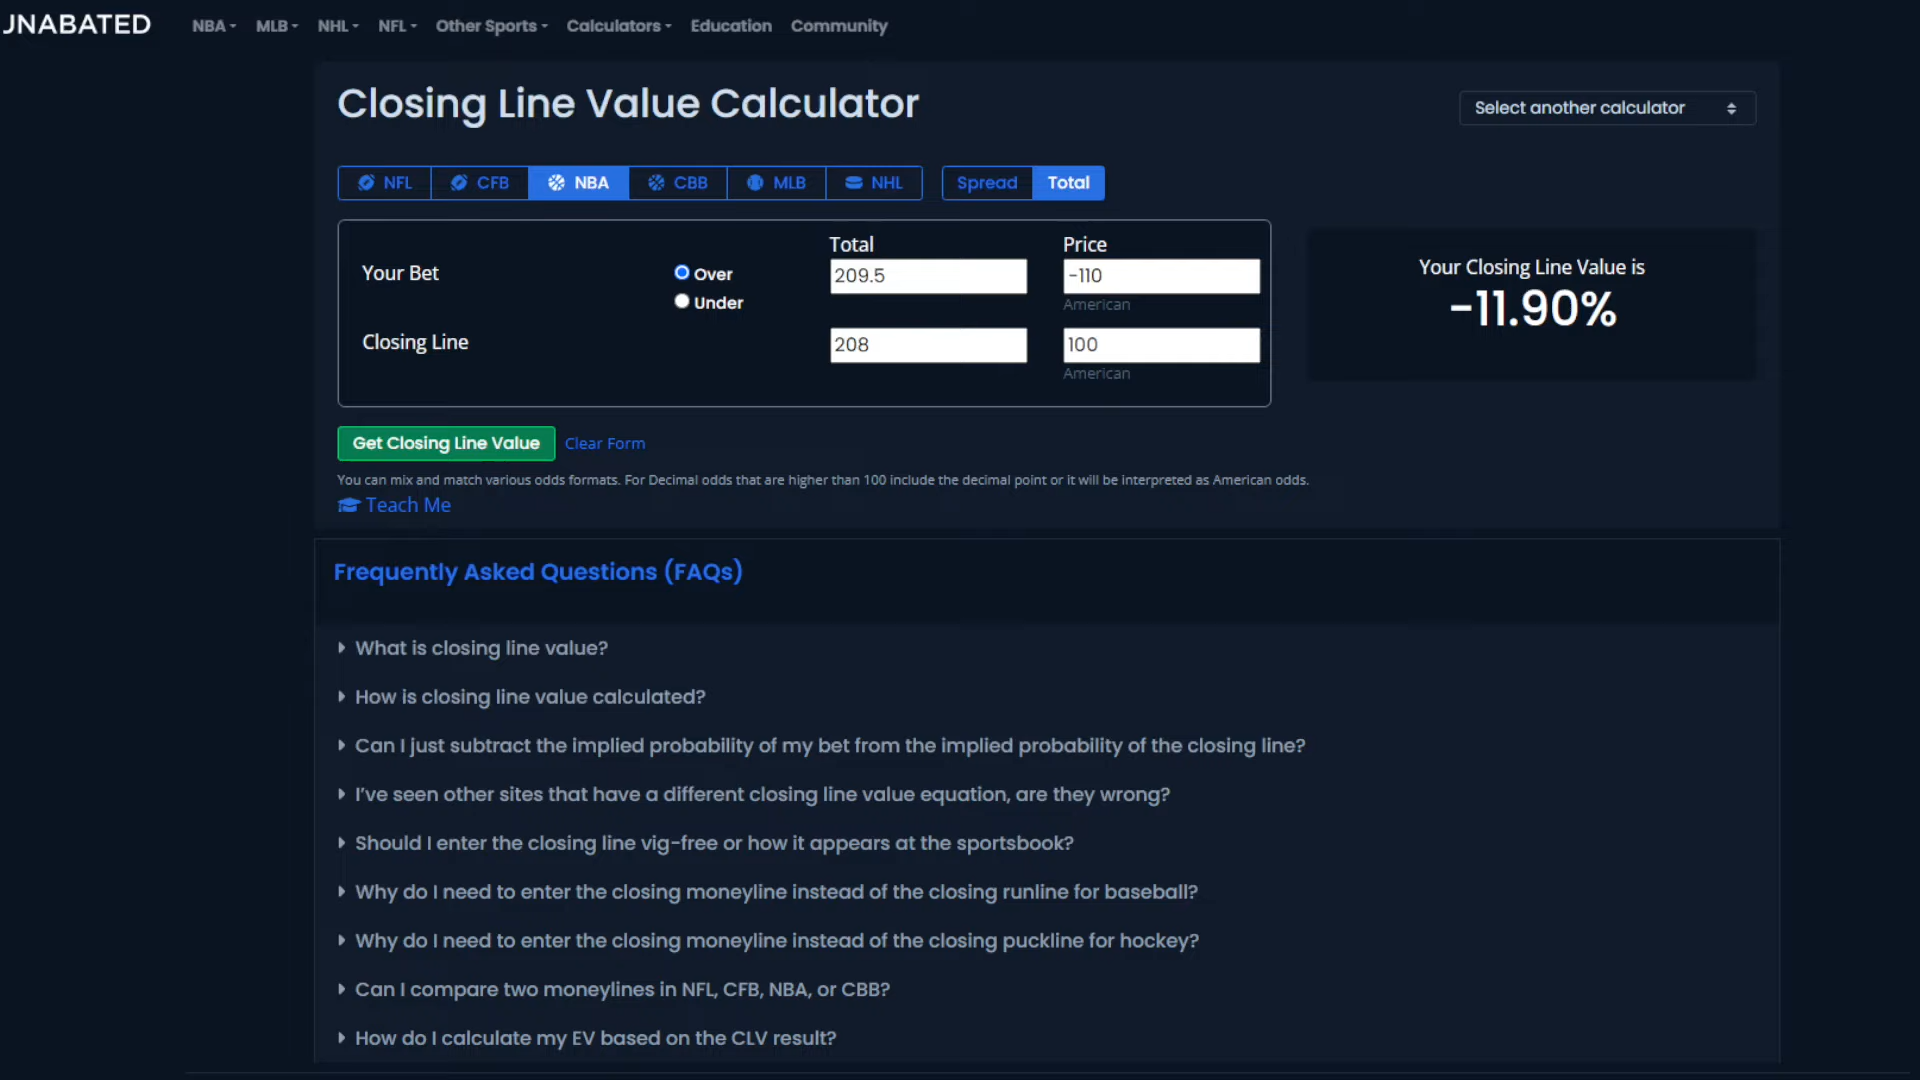 JNABATED
NBA MLB NHL NFL Other Sports Calculators Education Community
Closing Line Value Calculator
Select another calculator
NFL CFB NBA CBB MLB NHL Spread Total
Total Price
Your Bet Over 209.5 -110
Under American
Closing Line 208 100
American
Your Closing Line Value is
-11.90%
Get Closing Line Value Clear Form
You can mix and match various odds formats. For Decimal odds that are higher than 100 include the decimal point or it will be interpreted as American odds.
Teach Me
Frequently Asked Questions (FAQs)
What is closing line value?
How is closing line value calculated?
Can I just subtract the implied probability of my bet from the implied probability of the closing line?
I've seen other sites that have a different closing line value equation, are they wrong?
Should I enter the closing line vig-free or how it appears at the sportsbook?
Why do I need to enter the closing moneyline instead of the closing runline for baseball?
Why do I need to enter the closing moneyline instead of the closing puckline for hockey?
Can I compare two moneylines in NFL, CFB, NBA, or CBB?
How do I calculate my EV based on the CLV result?